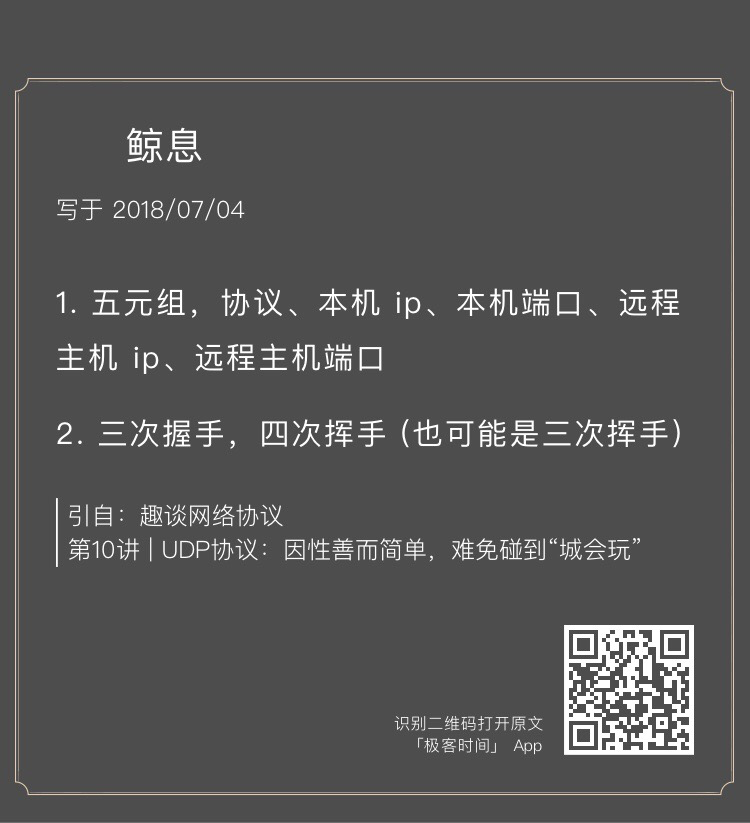 鲸息
写于 2018/07/04
1. 五元组，协议、本机 ip、本机端口、远程
主机 ip、远程主机端口
2. 三次握手，四次挥手 (也可能是三次挥手)
引自：趣谈网络协议
第10讲 | UDP协议：因性善而简单，难免碰到“城会玩”
识别二维码打开原文
「极客时间」 App